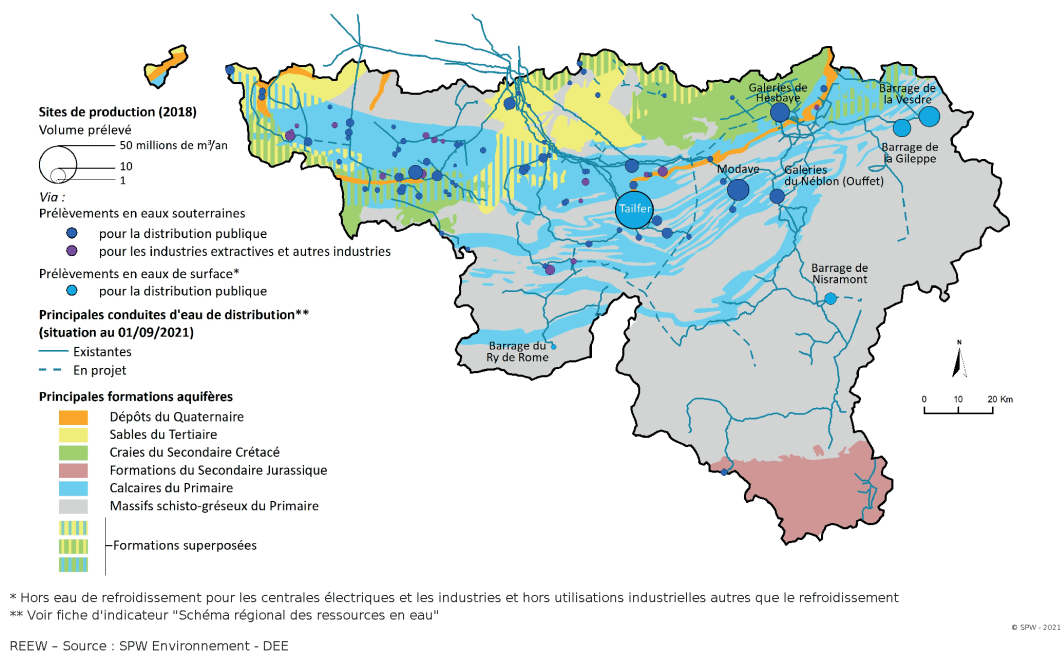 Sites de production (2018)
Volume prélevé
50 millions de m³/an
10
1
Via :
Prélèvements en eaux souterraines
pour la distribution publique
pour les industries extractives et autres industries
Prélèvements en eaux de surface*
pour la distribution publique
Principales conduites d'eau de distribution**
(situation au 01/09/2021)
Existantes
En projet
Principales formations aquifères
Dépôts du Quaternaire
Sables du Tertiaire
Craies du Secondaire Crétacé
Formations du Secondaire Jurassique
Calcaires du Primaire
Massifs schisto-gréseux du Primaire
Formations superposées
Galeries de
Hesbaye
Barrage de
la Vesdre
Barrage de
la Gileppe
Modave
Galeries
du Néblon (Ouffet)
Tailfer
Barrage de
Nisramont
Barrage du
Ry de Rome
N
0 10 20 Km
* Hors eau de refroidissement pour les centrales électriques et les industries et hors utilisations industrielles autres que le refroidissement
** Voir fiche d'indicateur "Schéma régional des ressources en eau"
© SPW - 2021
REEW – Source : SPW Environnement - DEE